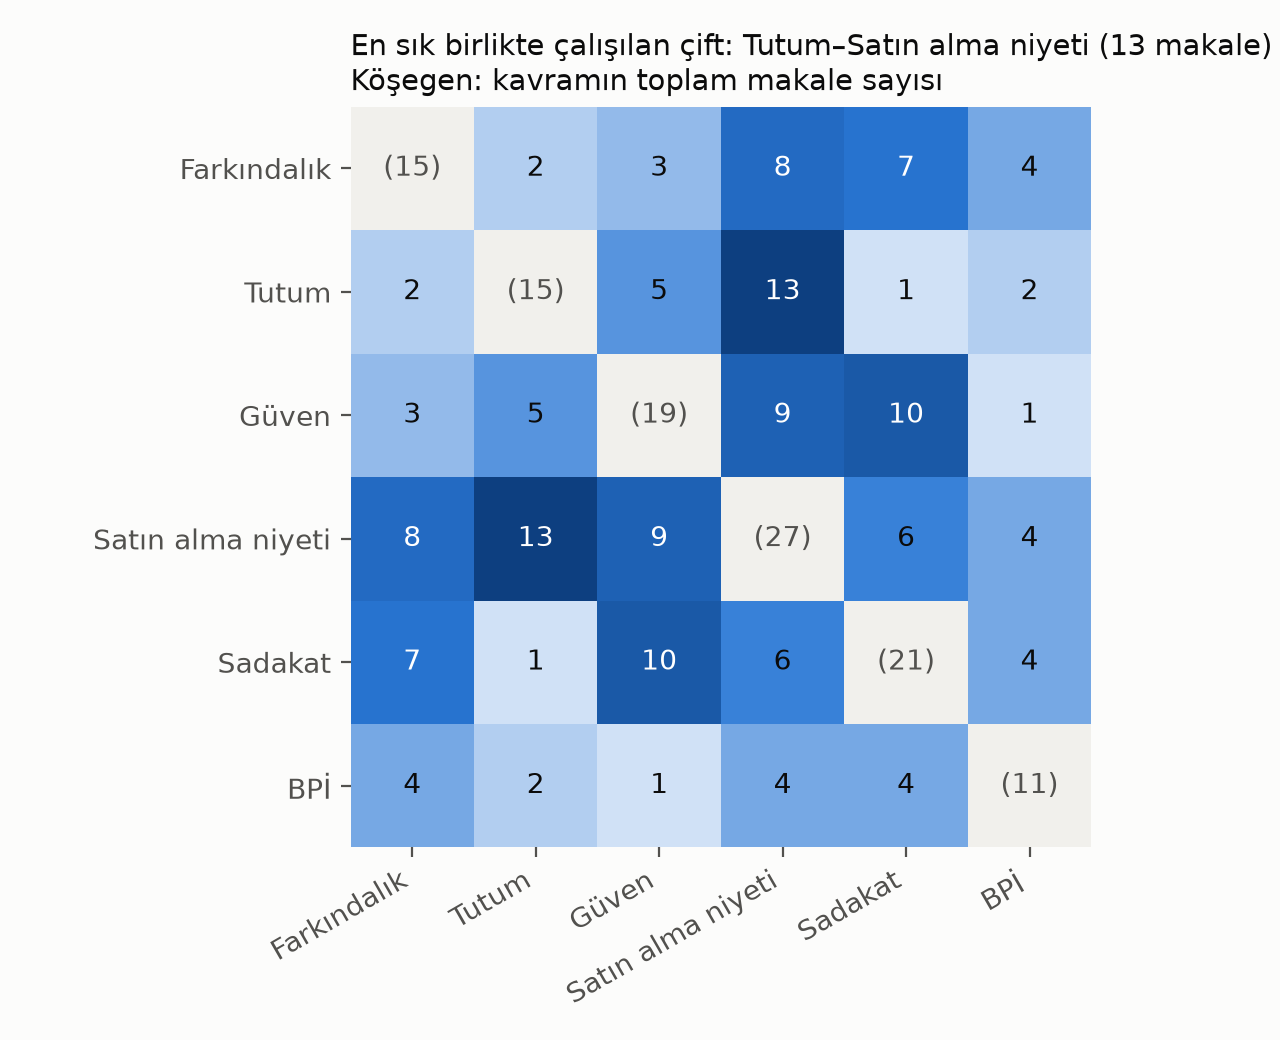 En sık birlikte çalışılan çift: Tutum–Satın alma niyeti (13 makale)
Köşegen: kavramın toplam makale sayısı
Farkındalık (15) 2 3 8 7 4
Tutum 2 (15) 5 13 1 2
Güven 3 5 (19) 9 10 1
Satın alma niyeti 8 13 9 (27) 6 4
Sadakat 7 1 10 6 (21) 4
BPİ 4 2 1 4 4 (11)
Farkındalık Tutum Güven Satın alma niyeti Sadakat BPİ